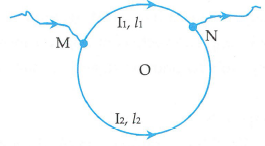 I₁, l₁
M
N
O
I₂, l₂